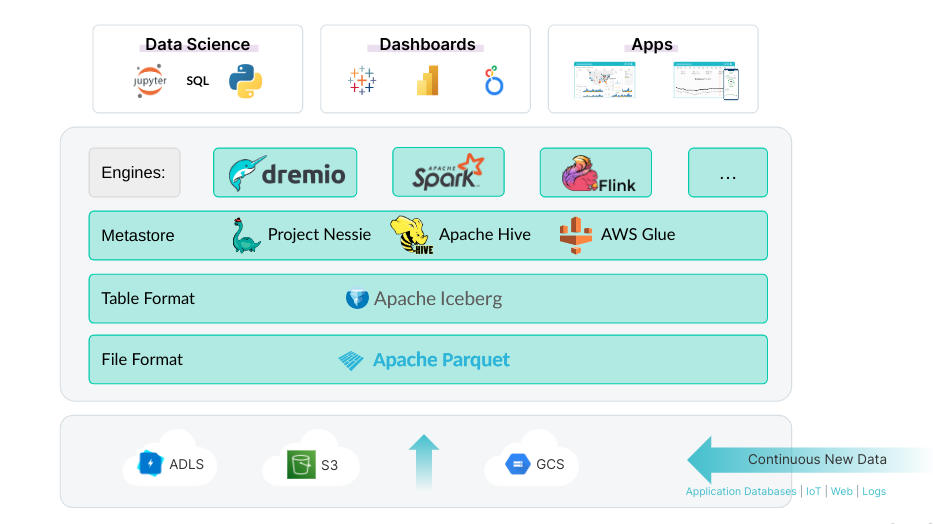 Data Science
Dashboards
Apps
jupyter
SQL
Engines:
dremio
APACHE
Spark
Flink
...
Metastore
Project Nessie
HIVE
Apache Hive
AWS Glue
Table Format
Apache Iceberg
File Format
Apache Parquet
ADLS
S3
GCS
Continuous New Data
Application Databases | IoT | Web | Logs